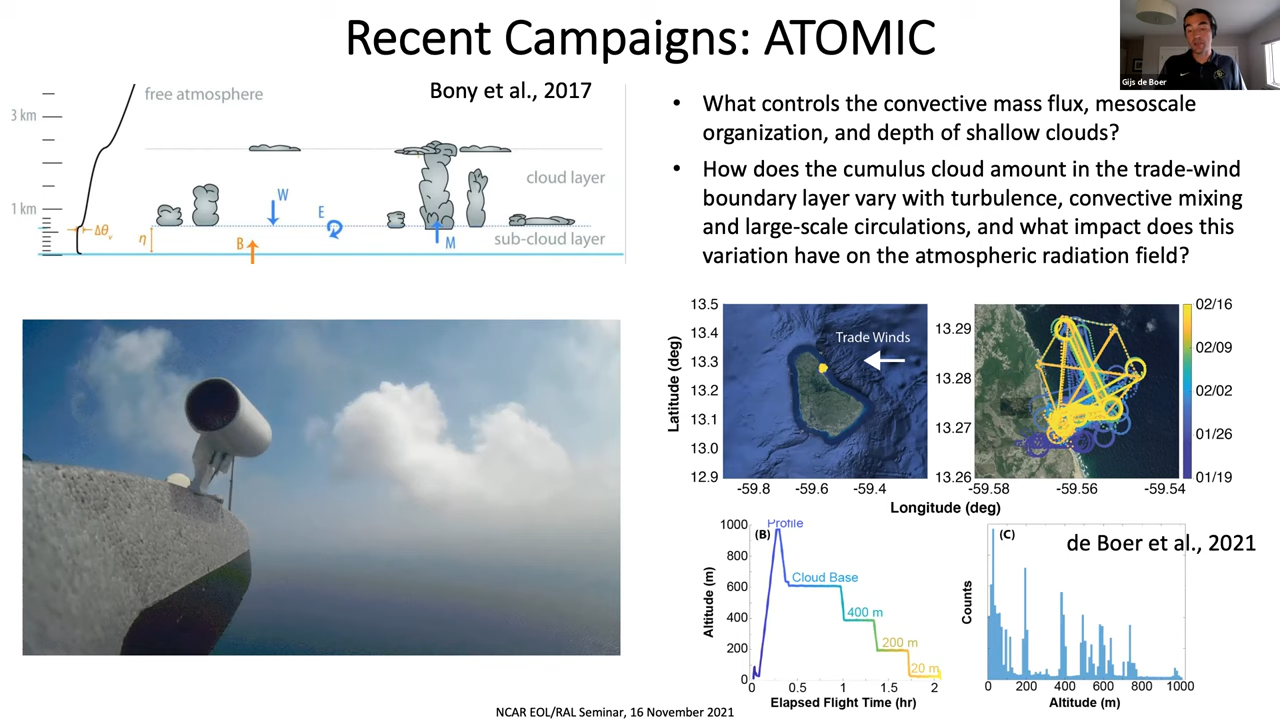 Recent Campaigns: ATOMIC
Gijs de Boer
free atmosphere
Bony et al., 2017
3 km
cloud layer
W
1 km
E
Δθv
η
B
M
sub-cloud layer
• What controls the convective mass flux, mesoscale
organization, and depth of shallow clouds?
• How does the cumulus cloud amount in the trade-wind
boundary layer vary with turbulence, convective mixing
and large-scale circulations, and what impact does this
variation have on the atmospheric radiation field?
Latitude (deg)
13.5
13.4
13.3
13.2
13.1
13.0
12.9
Trade Winds
-59.8 -59.6 -59.4
13.29
13.28
13.27
13.26
-59.58 -59.56 -59.54
02/16
02/09
02/02
01/26
01/19
Longitude (deg)
Altitude (m)
1000
800
600
400
200
0
(B)
Profile
Cloud Base
400 m
200 m
20 m
0 0.5 1 1.5 2
Elapsed Flight Time (hr)
(C)
de Boer et al., 2021
Counts
0 200 400 600 800 1000
Altitude (m)
NCAR EOL/RAL Seminar, 16 November 2021